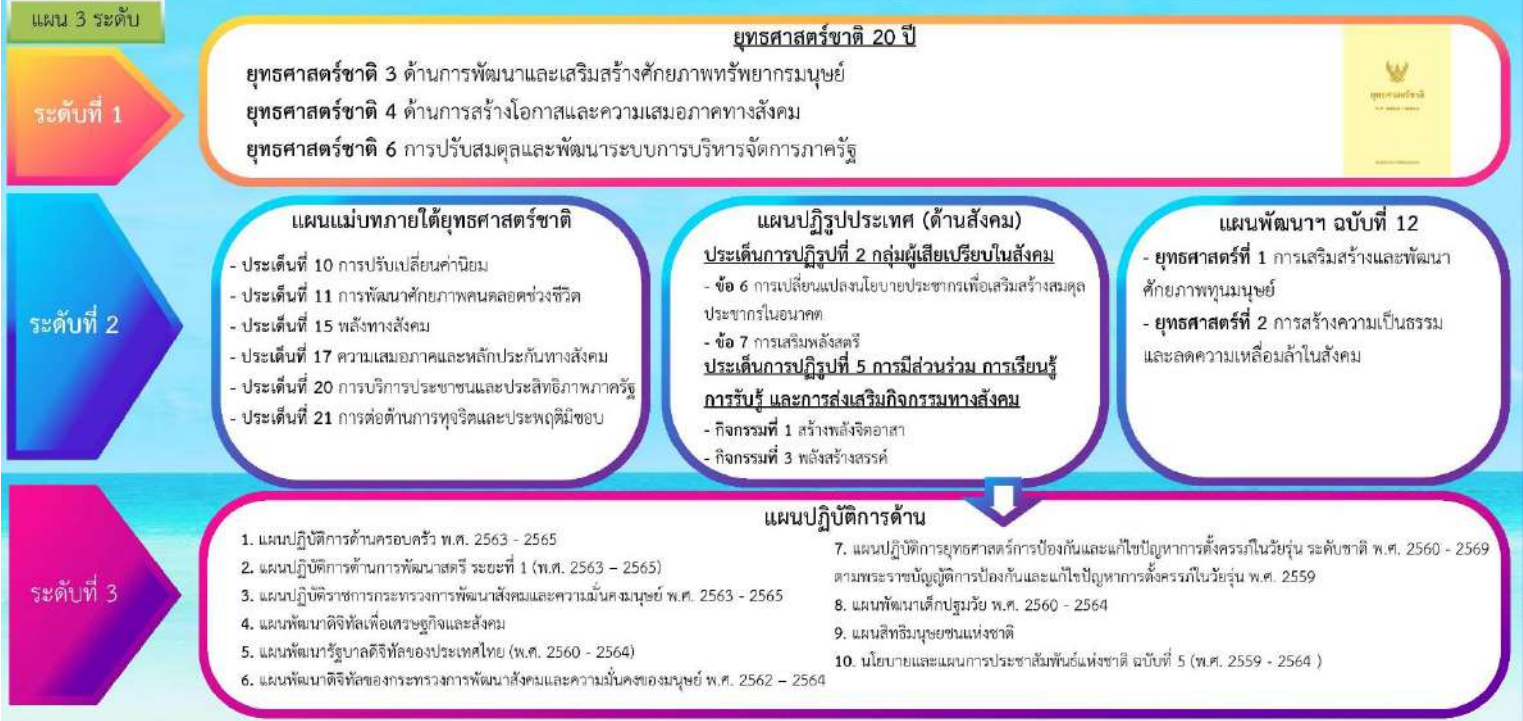 แผน 3 ระดับ
ยุทธศาสตร์ชาติ 20 ปี
ระดับที่ 1
ยุทธศาสตร์ชาติ 3 ด้านการพัฒนาและเสริมสร้างศักยภาพทรัพยากรมนุษย์
ยุทธศาสตร์ชาติ 4 ด้านการสร้างโอกาสและความเสมอภาคทางสังคม
ยุทธศาสตร์ชาติ 6 การปรับสมดุลและพัฒนาระบบการบริหารจัดการภาครัฐ
ยุทธศาสตร์ชาติ
ระดับที่ 2
แผนแม่บทภายใต้ยุทธศาสตร์ชาติ
- ประเด็นที่ 10 การปรับเปลี่ยนค่านิยม
- ประเด็นที่ 11 การพัฒนาศักยภาพคนตลอดช่วงชีวิต
- ประเด็นที่ 15 พลังทางสังคม
- ประเด็นที่ 17 ความเสมอภาคและหลักประกันทางสังคม
- ประเด็นที่ 20 การบริการประชาชนและประสิทธิภาพภาครัฐ
- ประเด็นที่ 21 การต่อต้านการทุจริตและประพฤติมิชอบ
แผนปฏิรูปประเทศ (ด้านสังคม)
ประเด็นการปฏิรูปที่ 2 กลุ่มผู้เสียเปรียบในสังคม
- ข้อ 6 การเปลี่ยนแปลงนโยบายประชากรเพื่อเสริมสร้างสมดุล
ประชากรในอนาคต
- ข้อ 7 การเสริมพลังสตรี
ประเด็นการปฏิรูปที่ 5 การมีส่วนร่วม การเรียนรู้
การรับรู้ และการส่งเสริมกิจกรรมทางสังคม
- กิจกรรมที่ 1 สร้างพลังจิตอาสา
- กิจกรรมที่ 3 พลังสร้างสรรค์
แผนพัฒนาฯ ฉบับที่ 12
- ยุทธศาสตร์ที่ 1 การเสริมสร้างและพัฒนา
ศักยภาพทุนมนุษย์
- ยุทธศาสตร์ที่ 2 การสร้างความเป็นธรรม
และลดความเหลื่อมล้ำในสังคม
ระดับที่ 3
แผนปฏิบัติการด้าน
1. แผนปฏิบัติการด้านครอบครัว พ.ศ. 2563 - 2565
2. แผนปฏิบัติการด้านการพัฒนาสตรี ระยะที่ 1 (พ.ศ. 2563 – 2565)
3. แผนปฏิบัติราชการกระทรวงการพัฒนาสังคมและความมั่นคงมนุษย์ พ.ศ. 2563 - 2565
4. แผนพัฒนาดิจิทัลเพื่อเศรษฐกิจและสังคม
5. แผนพัฒนารัฐบาลดิจิทัลของประเทศไทย (พ.ศ. 2560 - 2564)
6. แผนพัฒนาดิจิทัลของกระทรวงการพัฒนาสังคมและความมั่นคงของมนุษย์ พ.ศ. 2562 – 2564
7. แผนปฏิบัติการยุทธศาสตร์การป้องกันและแก้ไขปัญหาการตั้งครรภ์ในวัยรุ่น ระดับชาติ พ.ศ. 2560 - 2569
ตามพระราชบัญญัติการป้องกันและแก้ไขปัญหาการตั้งครรภ์ในวัยรุ่น พ.ศ. 2559
8. แผนพัฒนาเด็กปฐมวัย พ.ศ. 2560 - 2564
9. แผนสิทธิมนุษยชนแห่งชาติ
10. นโยบายและแผนการประชาสัมพันธ์แห่งชาติ ฉบับที่ 5 (พ.ศ. 2559 - 2564 )